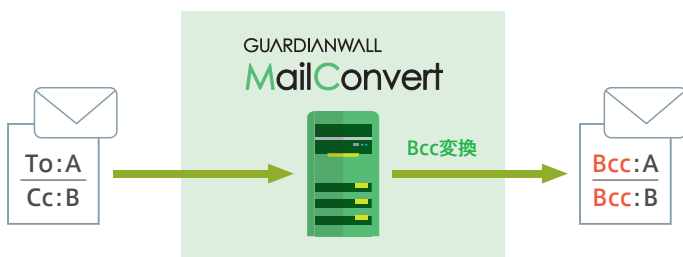 GUARDIANWALL
MailConvert
To:A
Cc:B
Bcc変換
Bcc:A
Bcc:B